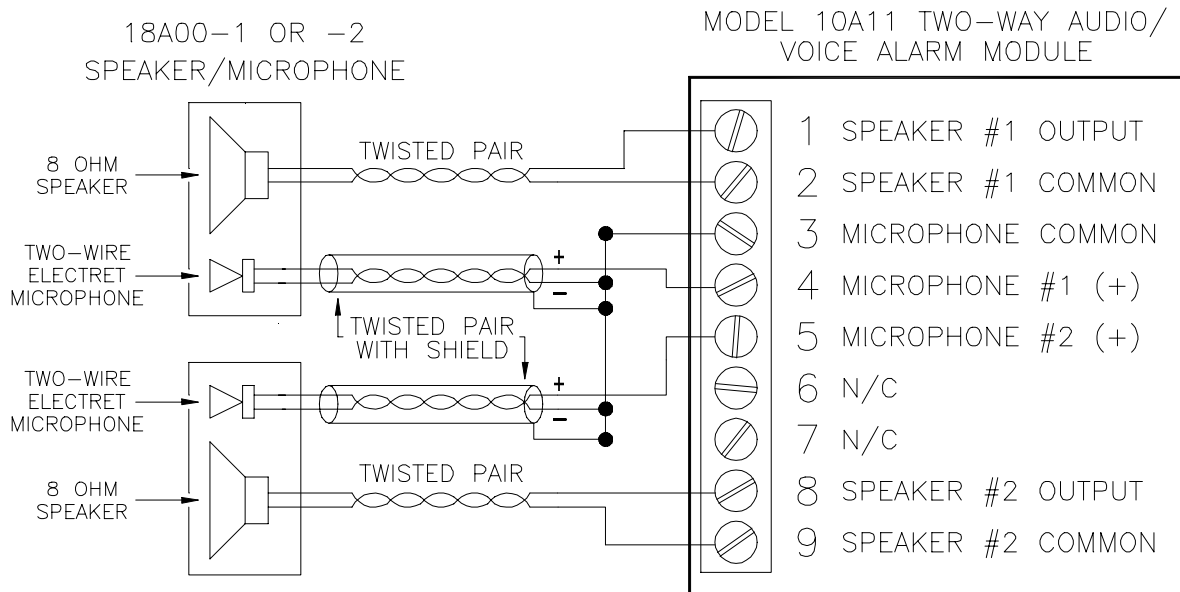 18A00-1 OR -2
SPEAKER/MICROPHONE
MODEL 10A11 TWO-WAY AUDIO/
VOICE ALARM MODULE
8 OHM
SPEAKER
TWISTED PAIR
TWO-WIRE
ELECTRET
MICROPHONE
+
-
TWISTED PAIR
WITH SHIELD
TWO-WIRE
ELECTRET
MICROPHONE
+
-
TWISTED PAIR
8 OHM
SPEAKER
1 SPEAKER #1 OUTPUT
2 SPEAKER #1 COMMON
3 MICROPHONE COMMON
4 MICROPHONE #1 (+)
5 MICROPHONE #2 (+)
6 N/C
7 N/C
8 SPEAKER #2 OUTPUT
9 SPEAKER #2 COMMON